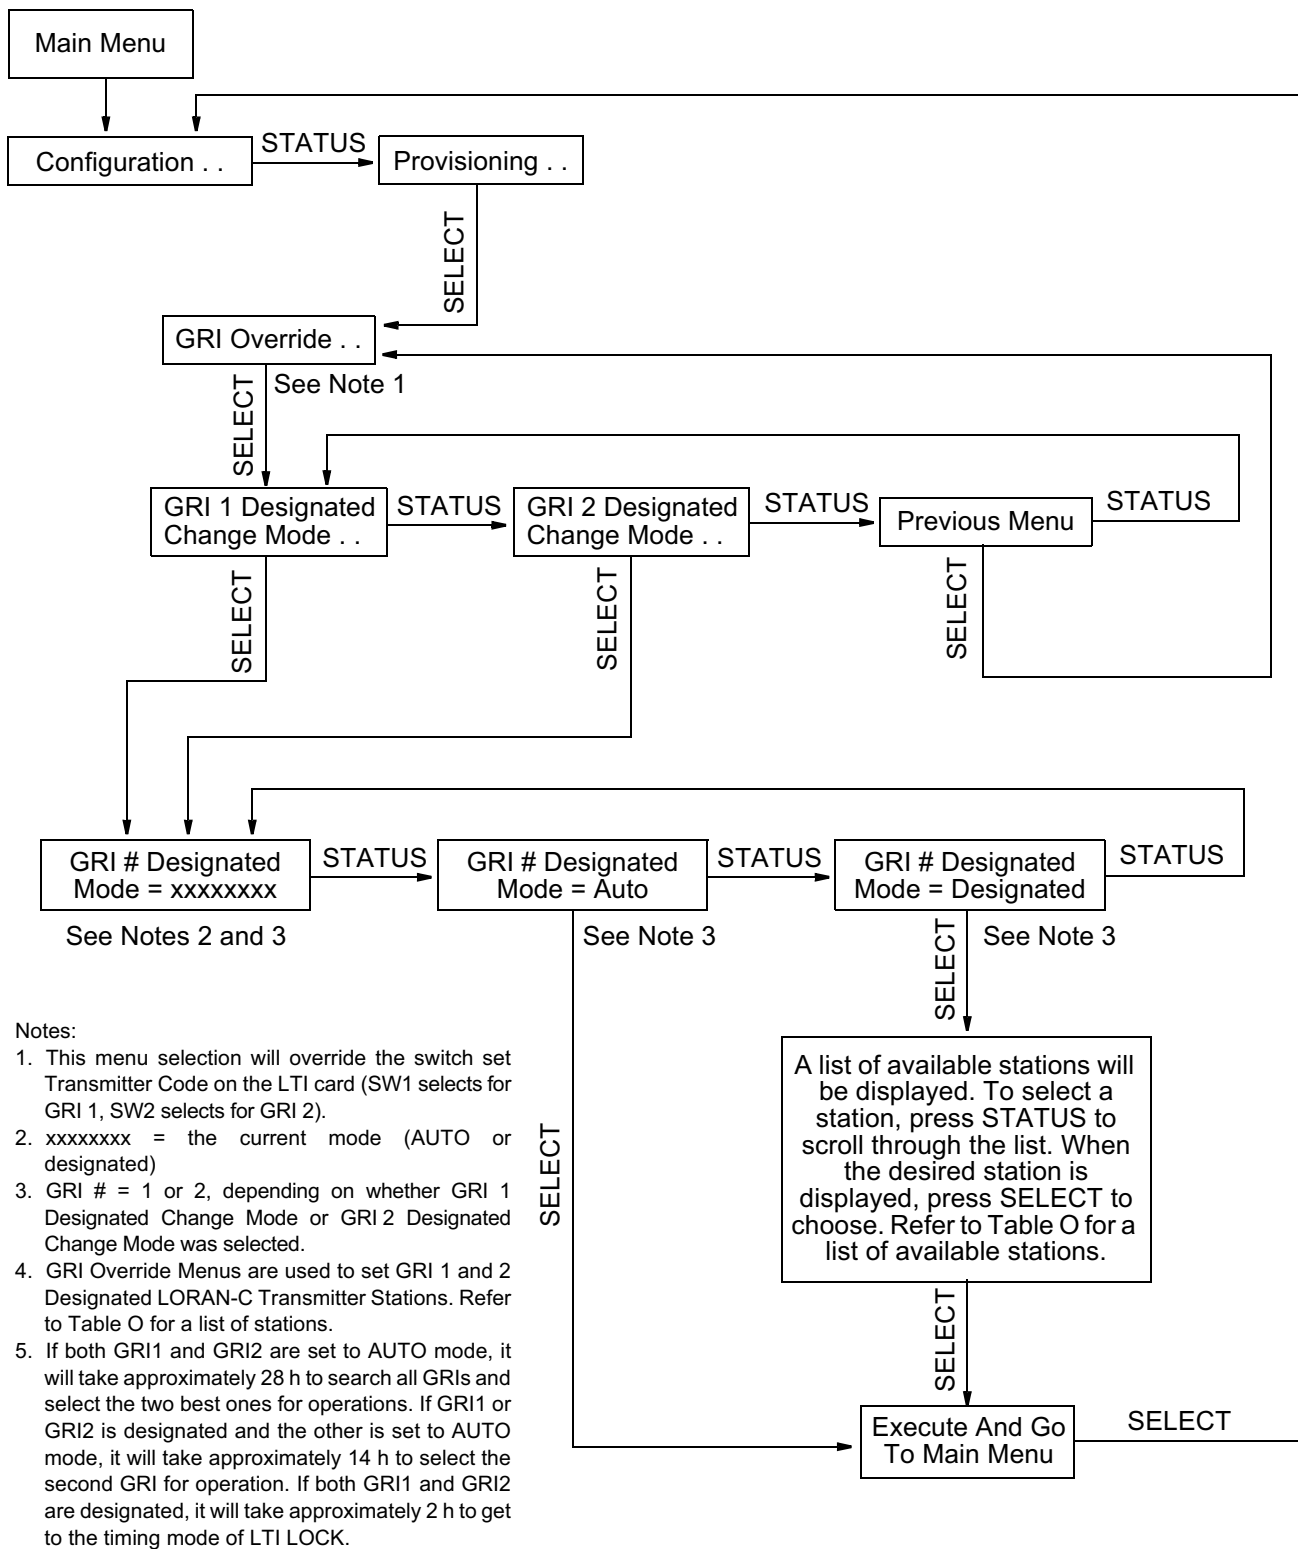 Main Menu
Configuration . .
STATUS
Provisioning . .
SELECT
GRI Override . .
See Note 1
SELECT
GRI 1 Designated
Change Mode . .
STATUS
GRI 2 Designated
Change Mode . .
STATUS
Previous Menu
STATUS
SELECT
SELECT
SELECT
GRI # Designated
Mode = xxxxxxxx
STATUS
GRI # Designated
Mode = Auto
STATUS
GRI # Designated
Mode = Designated
STATUS
See Notes 2 and 3
See Note 3
See Note 3
SELECT
SELECT
A list of available stations will
be displayed. To select a
station, press STATUS to
scroll through the list. When
the desired station is
displayed, press SELECT to
choose. Refer to Table O for a
list of available stations.
SELECT
Execute And Go
To Main Menu
SELECT
Notes:
1. This menu selection will override the switch set
Transmitter Code on the LTI card (SW1 selects for
GRI 1, SW2 selects for GRI 2).
2. xxxxxxxx = the current mode (AUTO or
designated)
3. GRI # = 1 or 2, depending on whether GRI 1
Designated Change Mode or GRI 2 Designated
Change Mode was selected.
4. GRI Override Menus are used to set GRI 1 and 2
Designated LORAN-C Transmitter Stations. Refer
to Table O for a list of stations.
5. If both GRI1 and GRI2 are set to AUTO mode, it
will take approximately 28 h to search all GRIs and
select the two best ones for operations. If GRI1 or
GRI2 is designated and the other is set to AUTO
mode, it will take approximately 14 h to select the
second GRI for operation. If both GRI1 and GRI2
are designated, it will take approximately 2 h to get
to the timing mode of LTI LOCK.